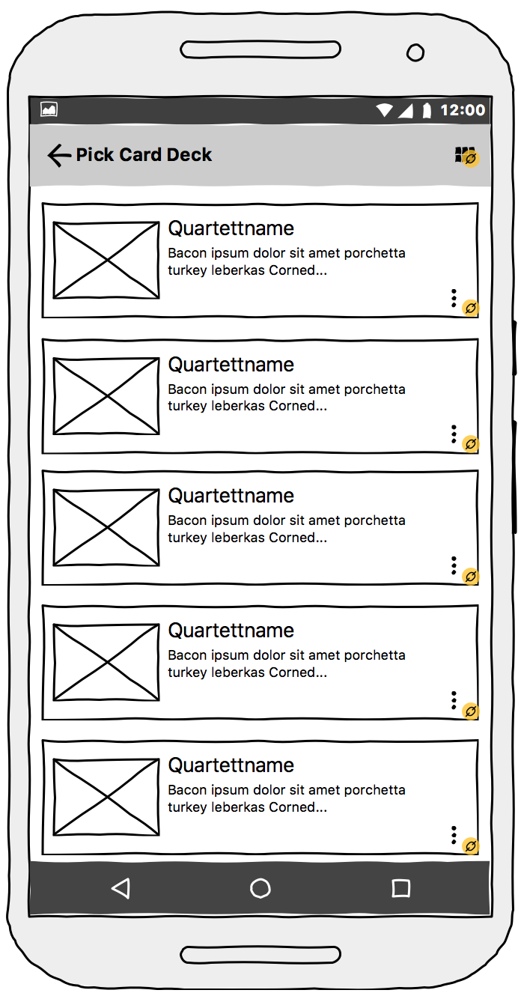 12:00
Pick Card Deck
Quartettname
Bacon ipsum dolor sit amet porchetta
turkey leberkas Corned...
Quartettname
Bacon ipsum dolor sit amet porchetta
turkey leberkas Corned...
Quartettname
Bacon ipsum dolor sit amet porchetta
turkey leberkas Corned...
Quartettname
Bacon ipsum dolor sit amet porchetta
turkey leberkas Corned...
Quartettname
Bacon ipsum dolor sit amet porchetta
turkey leberkas Corned...